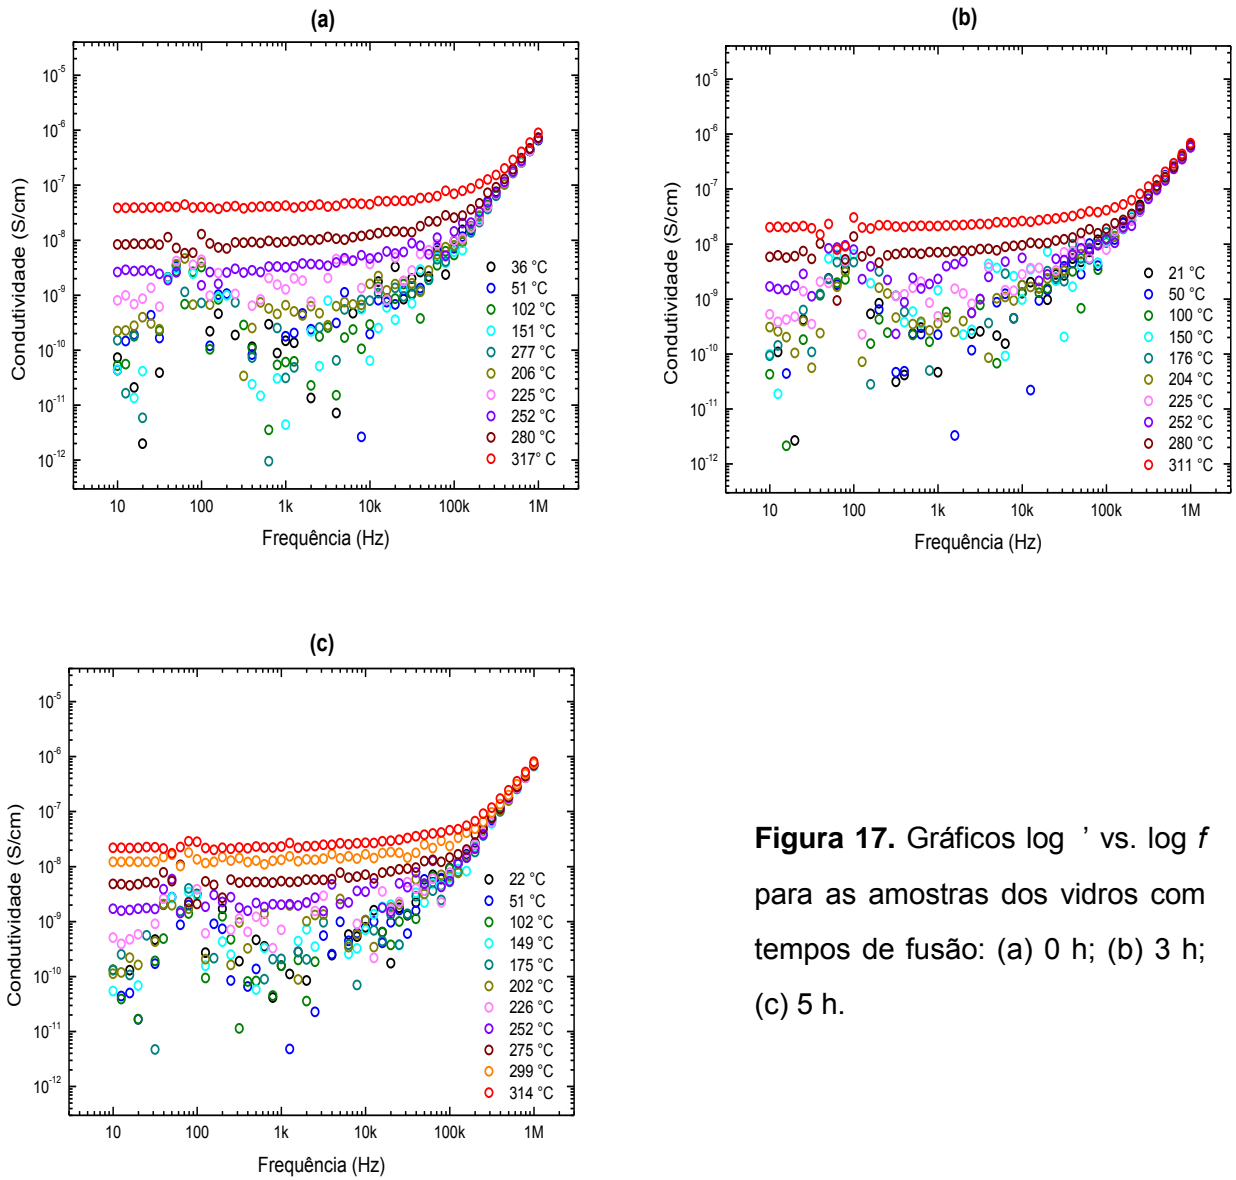 (a)
10⁻⁵
10⁻⁶
10⁻⁷
10⁻⁸
10⁻⁹
10⁻¹⁰
10⁻¹¹
10⁻¹²
Condutividade (S/cm)
36 °C
51 °C
102 °C
151 °C
277 °C
206 °C
225 °C
252 °C
280 °C
317° C
10 100 1k 10k 100k 1M
Frequência (Hz)
(b)
10⁻⁵
10⁻⁶
10⁻⁷
10⁻⁸
10⁻⁹
10⁻¹⁰
10⁻¹¹
10⁻¹²
Condutividade (S/cm)
21 °C
50 °C
100 °C
150 °C
176 °C
204 °C
225 °C
252 °C
280 °C
311 °C
10 100 1k 10k 100k 1M
Frequência (Hz)
(c)
10⁻⁵
10⁻⁶
10⁻⁷
10⁻⁸
10⁻⁹
10⁻¹⁰
10⁻¹¹
10⁻¹²
Condutividade (S/cm)
22 °C
51 °C
102 °C
149 °C
175 °C
202 °C
226 °C
252 °C
275 °C
299 °C
314 °C
10 100 1k 10k 100k 1M
Frequência (Hz)
Figura 17. Gráficos log ’ vs. log f
para as amostras dos vidros com
tempos de fusão: (a) 0 h; (b) 3 h;
(c) 5 h.